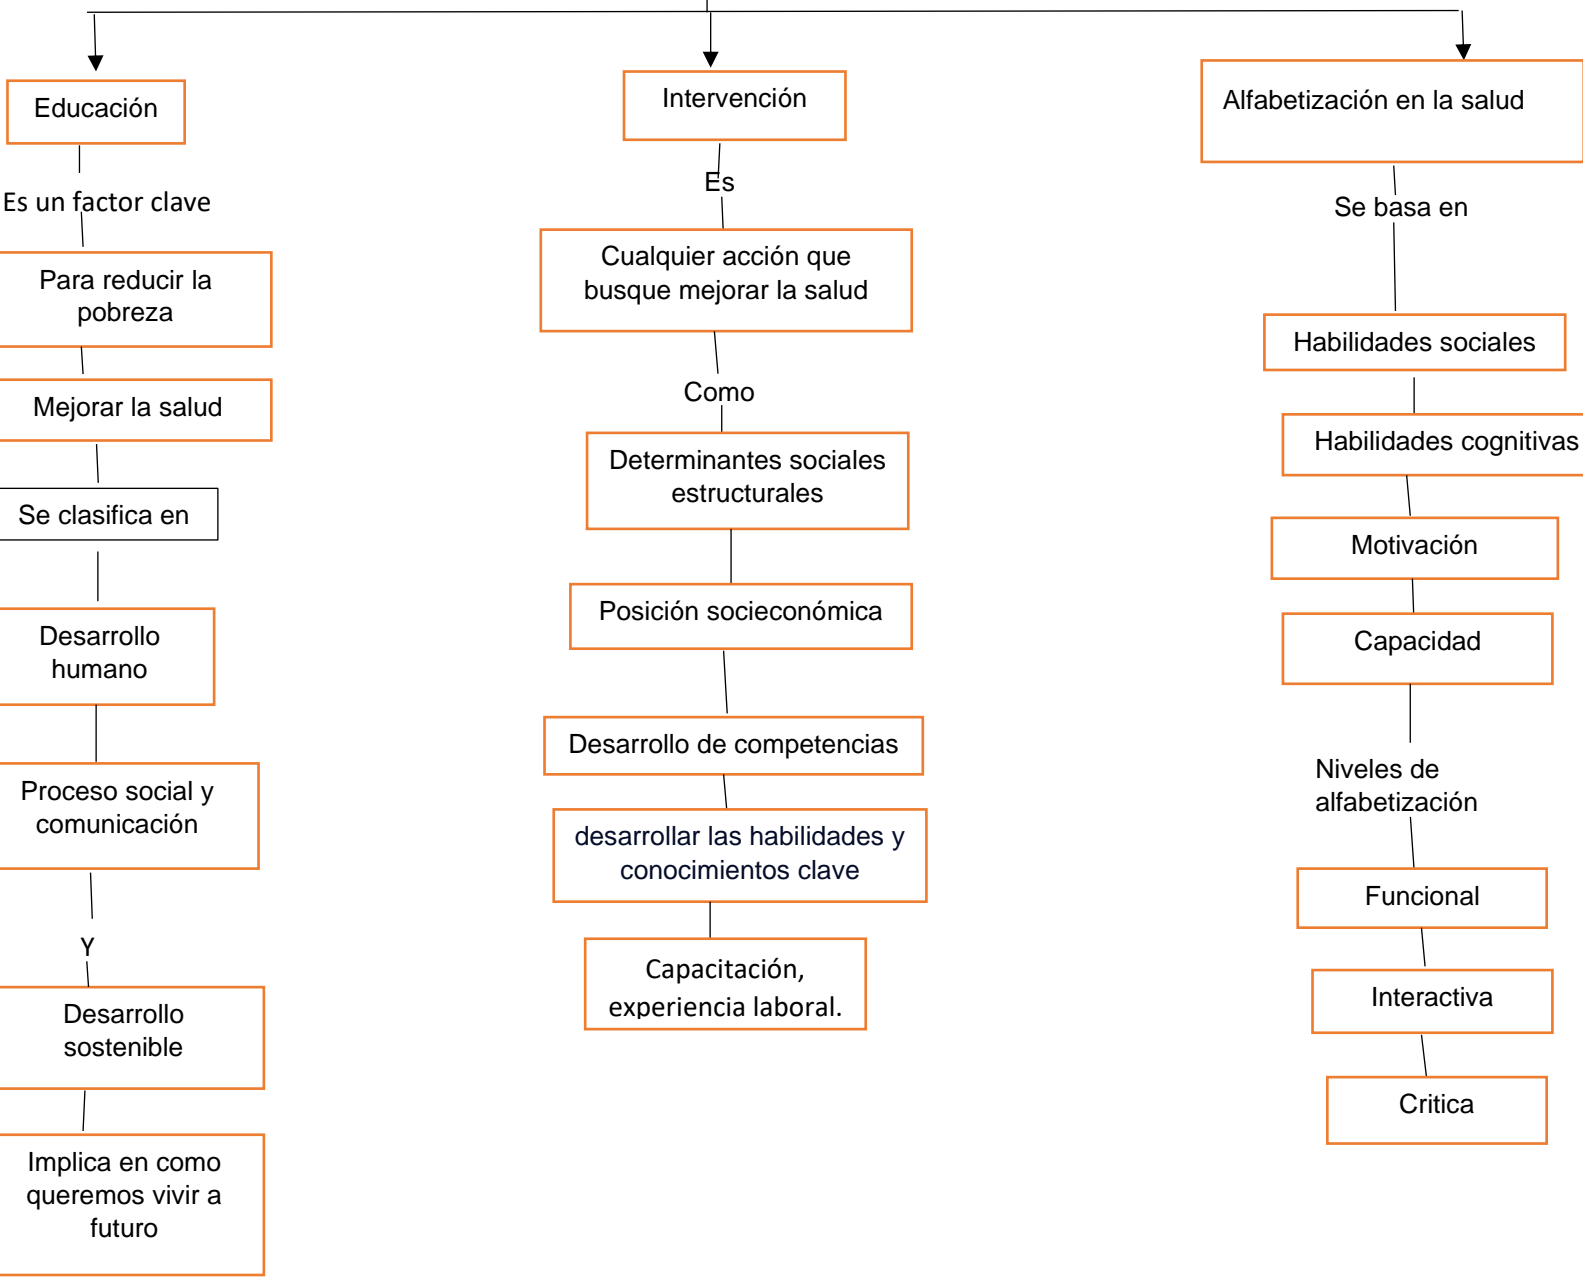 Educación
Es un factor clave
Para reducir la
pobreza
Mejorar la salud
Se clasifica en
Desarrollo
humano
Proceso social y
comunicación
Y
Desarrollo
sostenible
Implica en como
queremos vivir a
futuro
Intervención
Es
Cualquier acción que
busque mejorar la salud
Como
Determinantes sociales
estructurales
Posición socieconómica
Desarrollo de competencias
desarrollar las habilidades y
conocimientos clave
Capacitación,
experiencia laboral.
Alfabetización en la salud
Se basa en
Habilidades sociales
Habilidades cognitivas
Motivación
Capacidad
Niveles de
alfabetización
Funcional
Interactiva
Critica